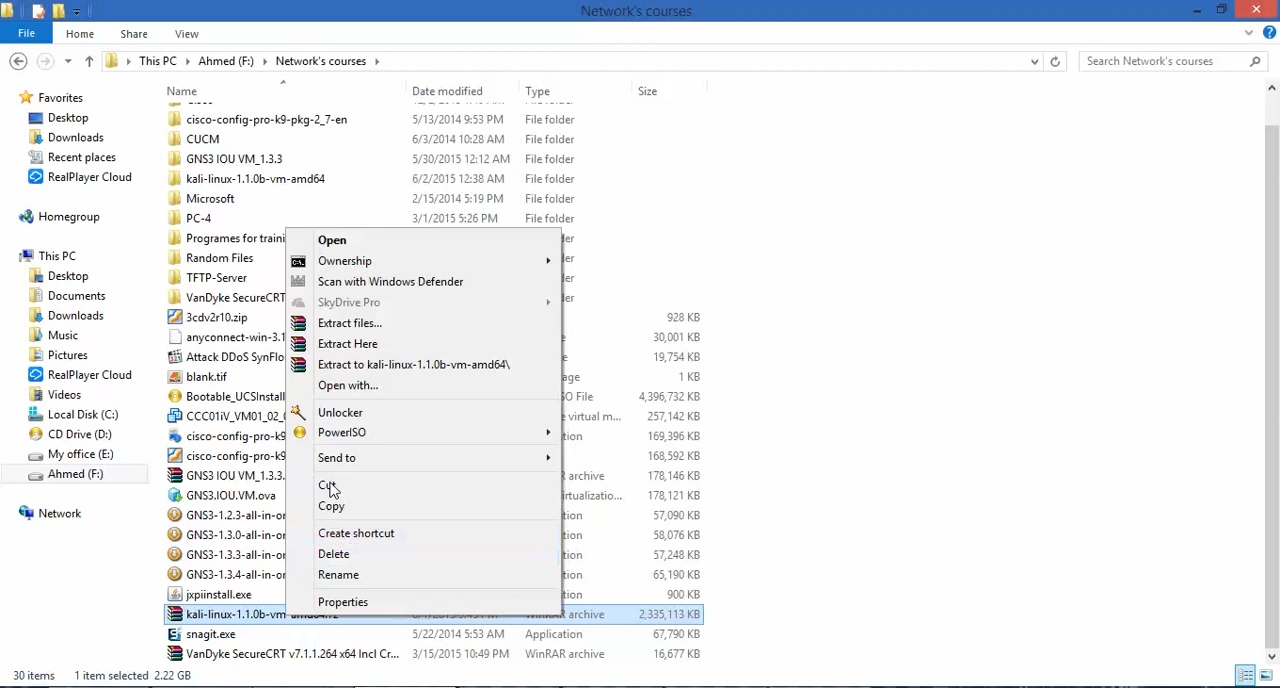 Network's courses
File Home Share View
This PC Ahmed (F:) Network's courses Search Network's courses
Name Date modified Type Size
Favorites
Desktop
Downloads
Recent places
RealPlayer Cloud
Homegroup
This PC
Desktop
Documents
Downloads
Music
Pictures
RealPlayer Cloud
Videos
Local Disk (C:)
CD Drive (D:)
My office (E:)
Ahmed (F:)
Network
cisco-config-pro-k9-pkg-2_7-en 5/13/2014 9:53 PM File folder
CUCM 6/3/2014 10:28 AM File folder
GNS3 IOU VM_1.3.3 5/30/2015 12:12 AM File folder
kali-linux-1.1.0b-vm-amd64 6/2/2015 12:38 AM File folder
Microsoft 2/15/2014 5:19 PM File folder
PC-4 3/1/2015 5:26 PM File folder
Programes for traini
Random Files
TFTP-Server
VanDyke SecureCRT
3cdv2r10.zip 928 KB
anyconnect-win-3.1 30,001 KB
Attack DDoS SynFlo 19,754 KB
blank.tif age 1 KB
Bootable_UCSInstall SO File 4,396,732 KB
CCC01iV_VM01_02_ e virtual m... 257,142 KB
cisco-config-pro-k9 tion 169,396 KB
cisco-config-pro-k9 168,592 KB
GNS3 IOU VM_1.3.3. R archive 178,146 KB
GNS3.IOU.VM.ova irtualizatio... 178,121 KB
GNS3-1.2.3-all-in-or tion 57,090 KB
GNS3-1.3.0-all-in-or tion 58,076 KB
GNS3-1.3.3-all-in-or tion 57,248 KB
GNS3-1.3.4-all-in-or tion 65,190 KB
jxpiinstall.exe tion 900 KB
kali-linux-1.1.0b-vm- archive 2,335,113 KB
snagit.exe 5/22/2014 5:53 AM Application 67,790 KB
VanDyke SecureCRT v7.1.1.264 x64 Incl Cr... 3/15/2015 10:49 PM WinRAR archive 16,677 KB
Open
Ownership
Scan with Windows Defender
SkyDrive Pro
Extract files...
Extract Here
Extract to kali-linux-1.1.0b-vm-amd64\
Open with...
Unlocker
PowerISO
Send to
Cut
Copy
Create shortcut
Delete
Rename
Properties
30 items 1 item selected 2.22 GB